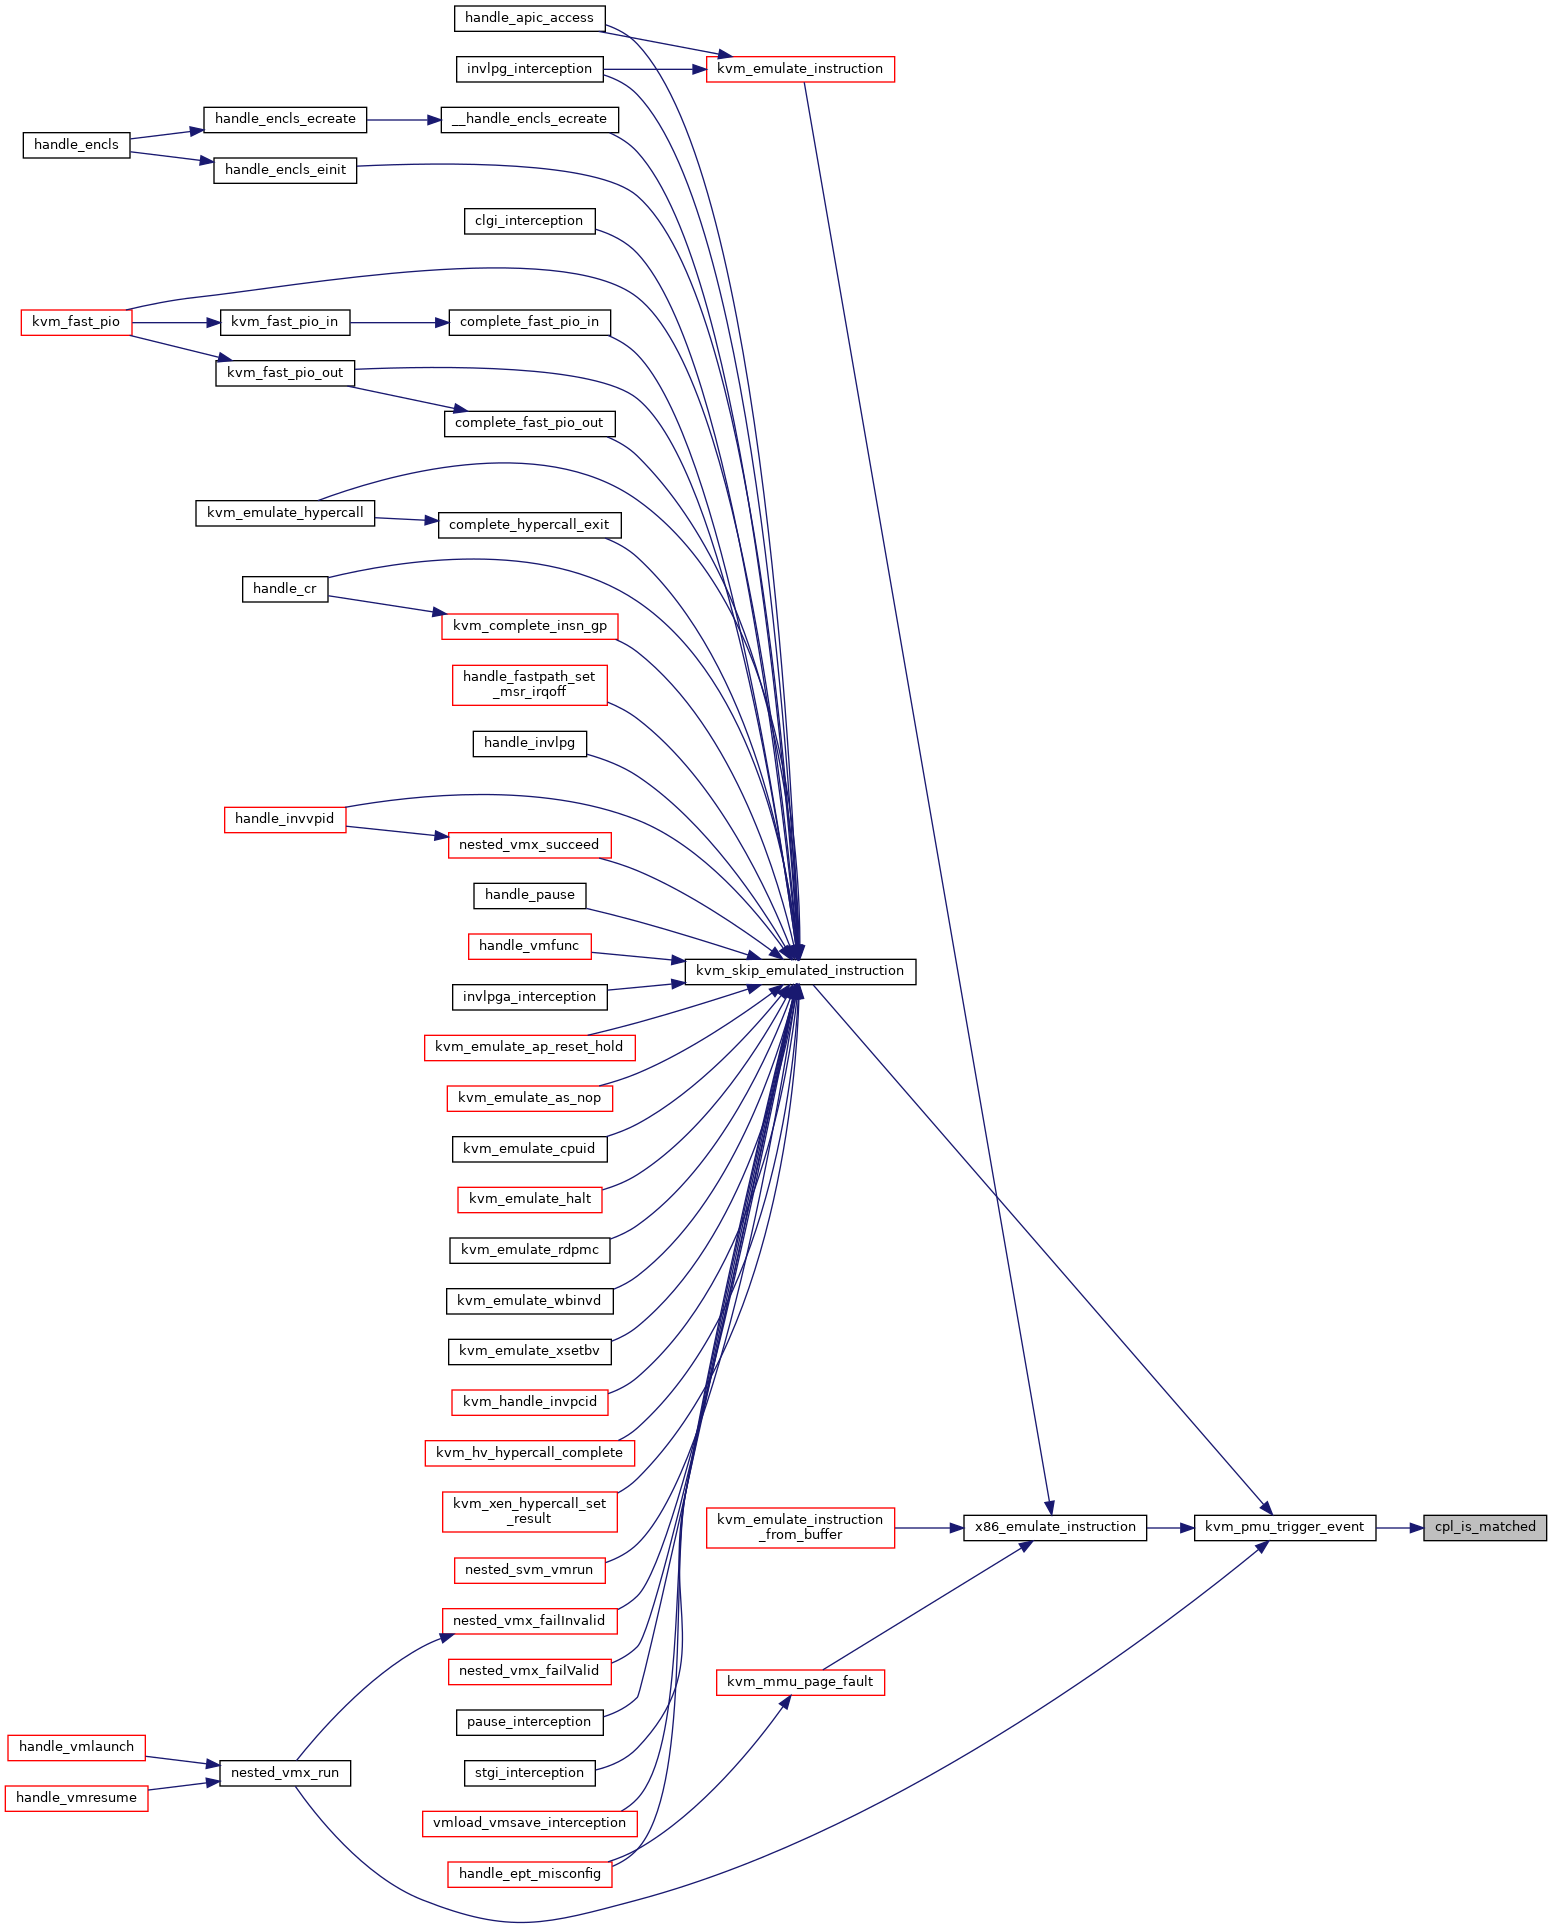 handle_apic_access
kvm_emulate_instruction
invlpg_interception
handle_encls_ecreate
__handle_encls_ecreate
handle_encls
handle_encls_einit
clgi_interception
kvm_fast_pio
kvm_fast_pio_in
complete_fast_pio_in
kvm_fast_pio_out
complete_fast_pio_out
kvm_emulate_hypercall
complete_hypercall_exit
handle_cr
kvm_complete_insn_gp
handle_fastpath_set
_msr_irqoff
handle_invlpg
handle_invvpid
nested_vmx_succeed
handle_pause
handle_vmfunc
kvm_skip_emulated_instruction
invlpga_interception
kvm_emulate_ap_reset_hold
kvm_emulate_as_nop
kvm_emulate_cpuid
kvm_emulate_halt
kvm_emulate_rdpmc
kvm_emulate_wbinvd
kvm_emulate_xsetbv
kvm_handle_invpcid
kvm_hv_hypercall_complete
kvm_xen_hypercall_set
_result
kvm_emulate_instruction
_from_buffer
x86_emulate_instruction
kvm_pmu_trigger_event
cpl_is_matched
nested_svm_vmrun
nested_vmx_failInvalid
nested_vmx_failValid
kvm_mmu_page_fault
pause_interception
handle_vmlaunch
nested_vmx_run
stgi_interception
handle_vmresume
vmload_vmsave_interception
handle_ept_misconfig